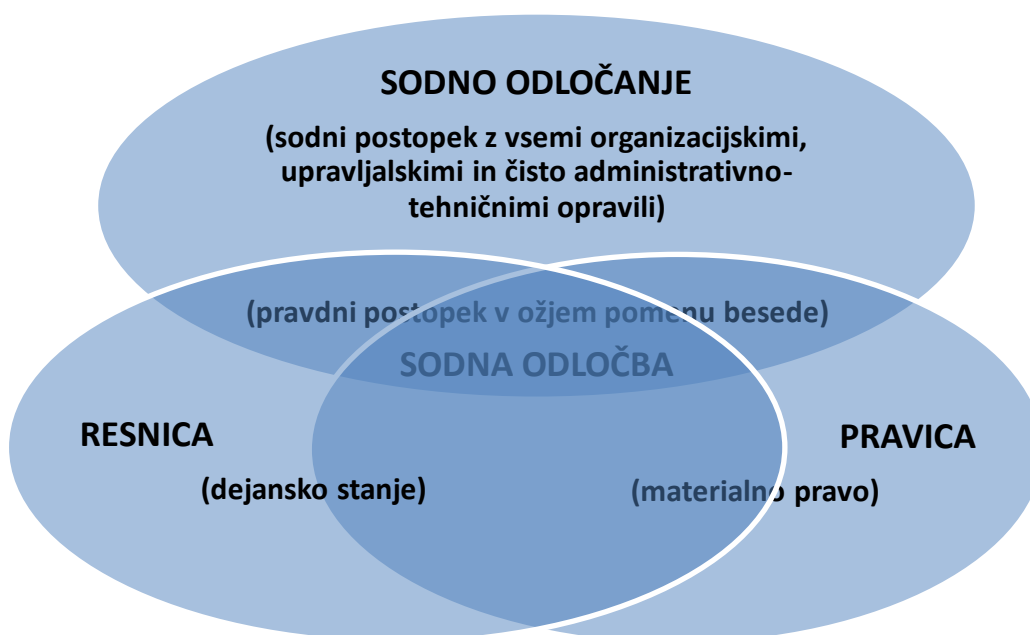 SODNO ODLOČANJE
(sodni postopek z vsemi organizacijskimi,
upravljalskimi in čisto administrativno-
tehničnimi opravili)
(pravdni postopek v ožjem pomenu besede)
SODNA ODLOČBA
RESNICA
PRAVICA
(dejansko stanje)
(materialno pravo)